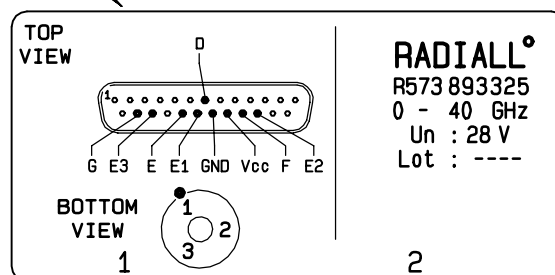 TOP
VIEW
D
1
G E3 E E1 GND Vcc F E2
BOTTOM
VIEW
1
2
3
1
RADIALL°
R573 893325
0 - 40 GHz
Un : 28 V
Lot : ----
2